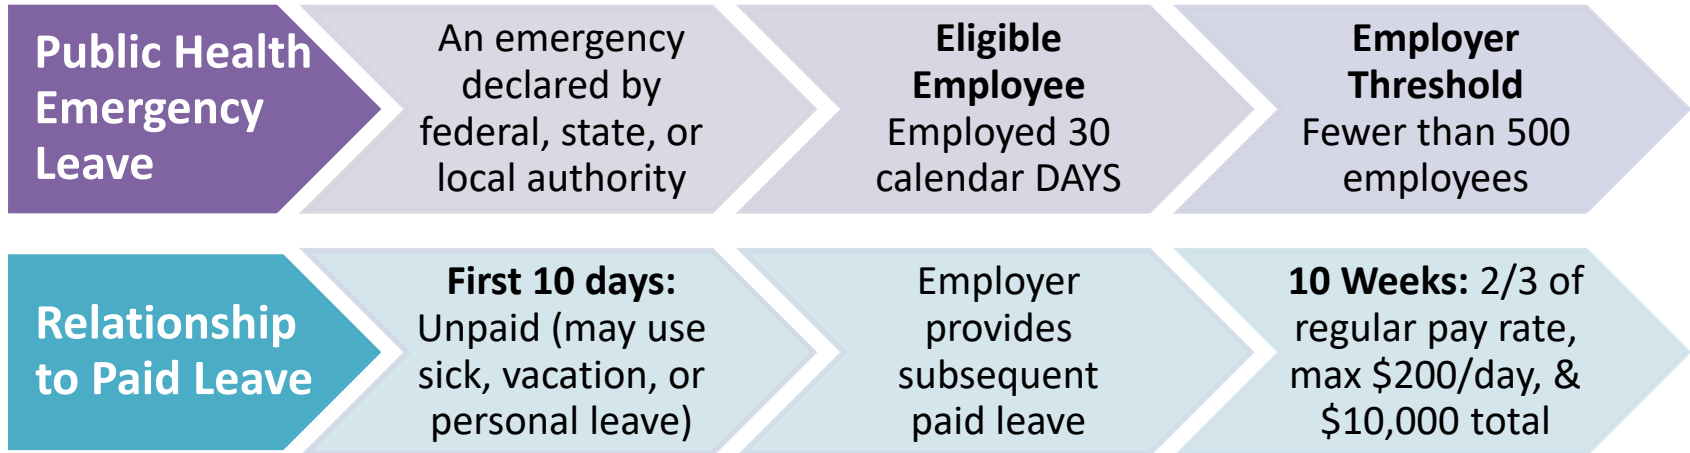 Public Health
Emergency
Leave
An emergency
declared by
federal, state, or
local authority
Eligible
Employee
Employed 30
calendar DAYS
Employer
Threshold
Fewer than 500
employees
Relationship
to Paid Leave
First 10 days:
Unpaid (may use
sick, vacation, or
personal leave)
Employer
provides
subsequent
paid leave
10 Weeks: 2/3 of
regular pay rate,
max $200/day, &
$10,000 total